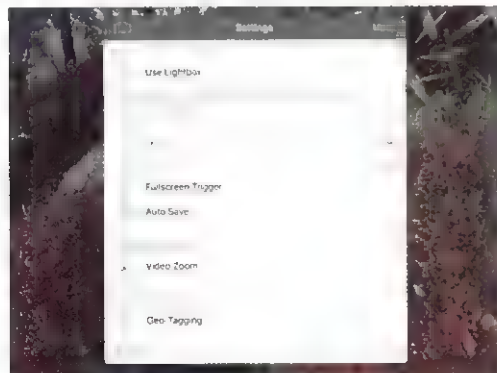 Settings
Use Lightbox
Fullscreen Trigger
Auto Save
Video Zoom
Geo-Tagging